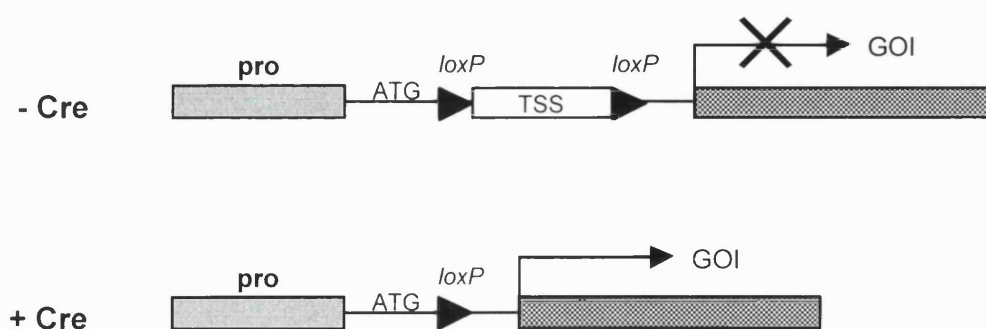 GOI
pro
loxP
loxP
ATG
- Cre
TSS
GOI
pro
loxP
ATG
+ Cre